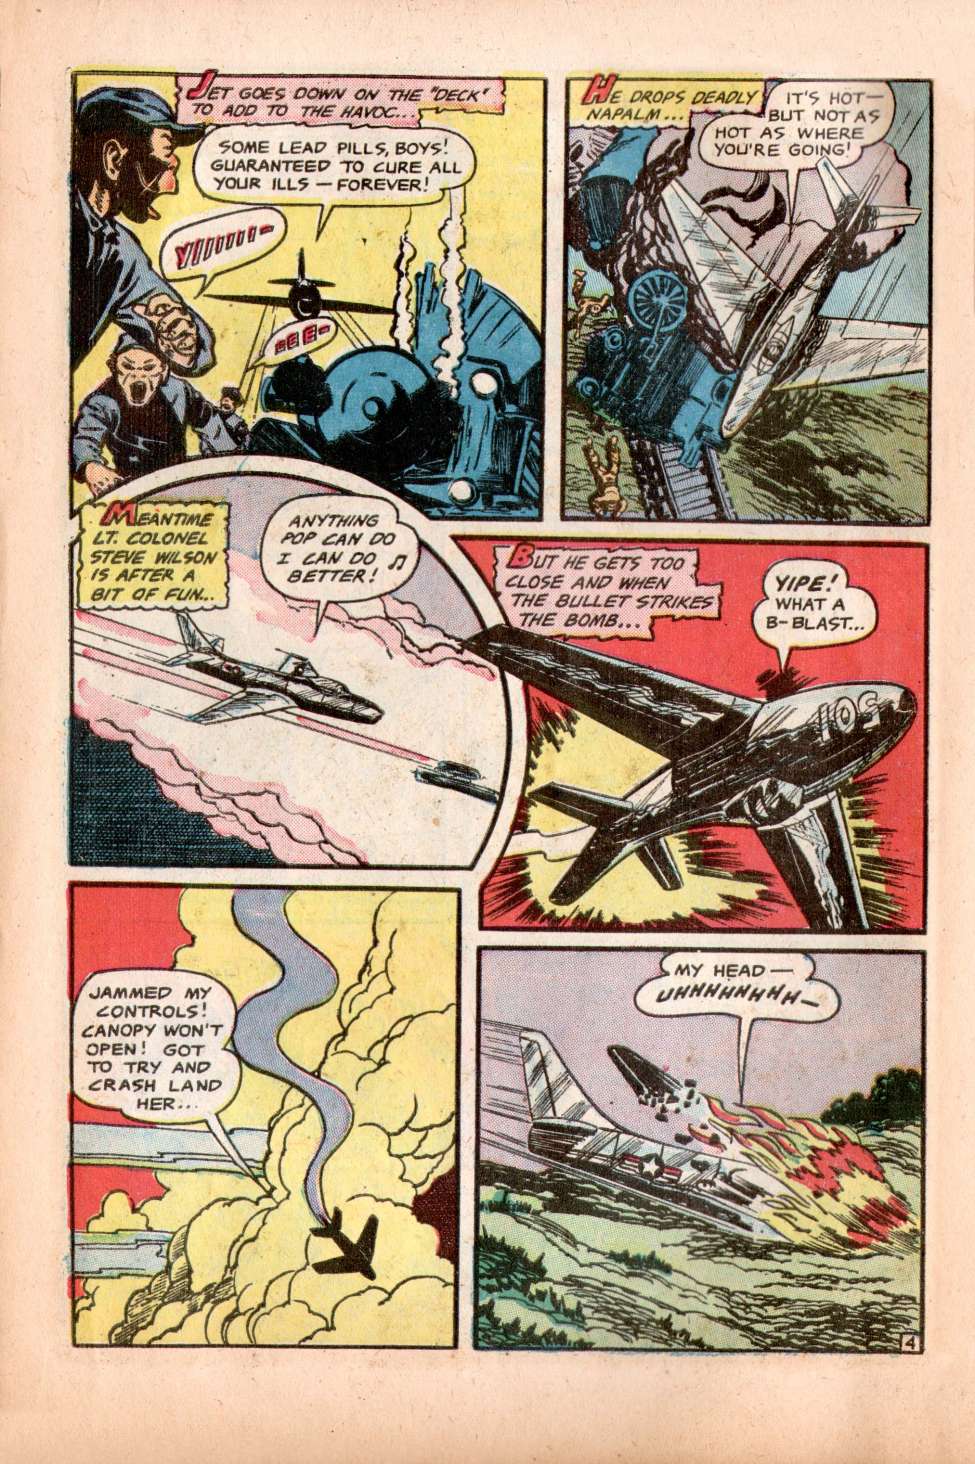 JET GOES DOWN ON THE "DECK"
TO ADD TO THE HAVOC...
SOME LEAD PILLS, BOYS!
GUARANTEED TO CURE ALL
YOUR ILLS — FOREVER!
YIIIIIII-
EEE-
HE DROPS DEADLY
NAPALM...
IT'S HOT—
BUT NOT AS
HOT AS WHERE
YOU'RE GOING!
MEANTIME
LT. COLONEL
STEVE WILSON
IS AFTER A
BIT OF FUN...
ANYTHING
POP CAN DO
I CAN DO
BETTER! ♫
BUT HE GETS TOO
CLOSE AND WHEN
THE BULLET STRIKES
THE BOMB...
YIPE!
WHAT A
B-BLAST...
JAMMED MY
CONTROLS!
CANOPY WON'T
OPEN! GOT
TO TRY AND
CRASH LAND
HER...
MY HEAD—
UHHHHHHHH—
4